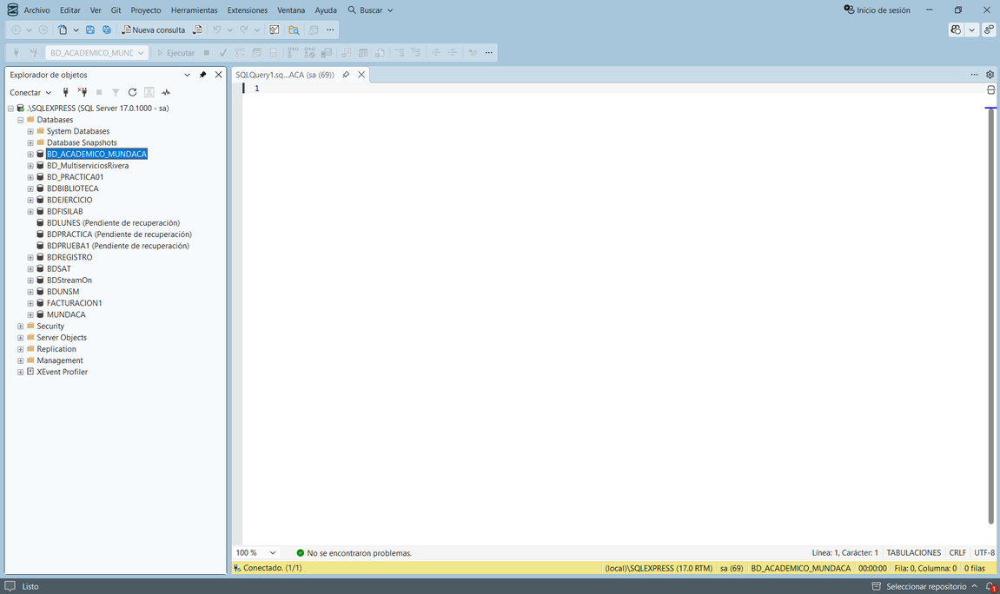 Archivo Editar Ver Git Proyecto Herramientas Extensiones Ventana Ayuda Buscar Inicio de sesión
Nueva consulta
BD_ACADEMICO_MUND Ejecutar
Explorador de objetos
Conectar
.\SQLEXPRESS (SQL Server 17.0.1000 - sa)
Databases
System Databases
Database Snapshots
BD_ACADEMICO_MUNDACA
BD_MultiserviciosRivera
BD_PRACTICA01
BDBIBLIOTECA
BDEJERCICIO
BDFISILAB
BDLUNES (Pendiente de recuperación)
BDPRACTICA (Pendiente de recuperación)
BDPRUEBA1 (Pendiente de recuperación)
BDREGISTRO
BDSAT
BDStreamOn
BDUNSM
FACTURACION1
MUNDACA
Security
Server Objects
Replication
Management
XEvent Profiler
SQLQuery1.sq...ACA (sa (69))
1
100 % No se encontraron problemas. Línea: 1, Carácter: 1 TABULACIONES CRLF UTF-8
Conectado. (1/1) (local)\SQLEXPRESS (17.0 RTM) sa (69) BD_ACADEMICO_MUNDACA 00:00:00 Fila: 0, Columna: 0 0 filas
Listo Seleccionar repositorio 1